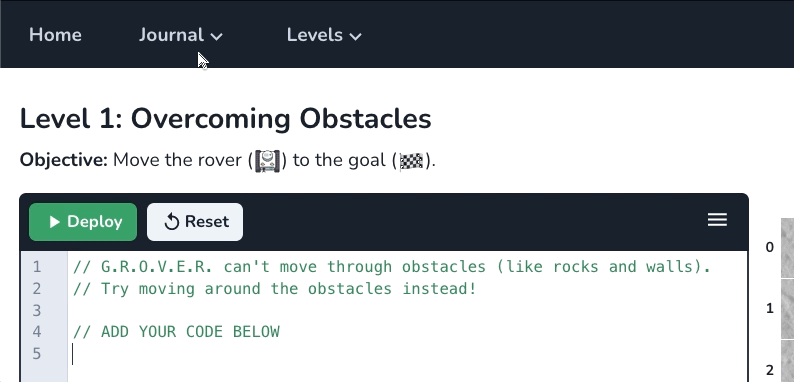 Home Journal Levels
Level 1: Overcoming Obstacles
Objective: Move the rover () to the goal ().
Deploy Reset
1 // G.R.O.V.E.R. can't move through obstacles (like rocks and walls).
2 // Try moving around the obstacles instead!
3
4 // ADD YOUR CODE BELOW
5
0
1
2